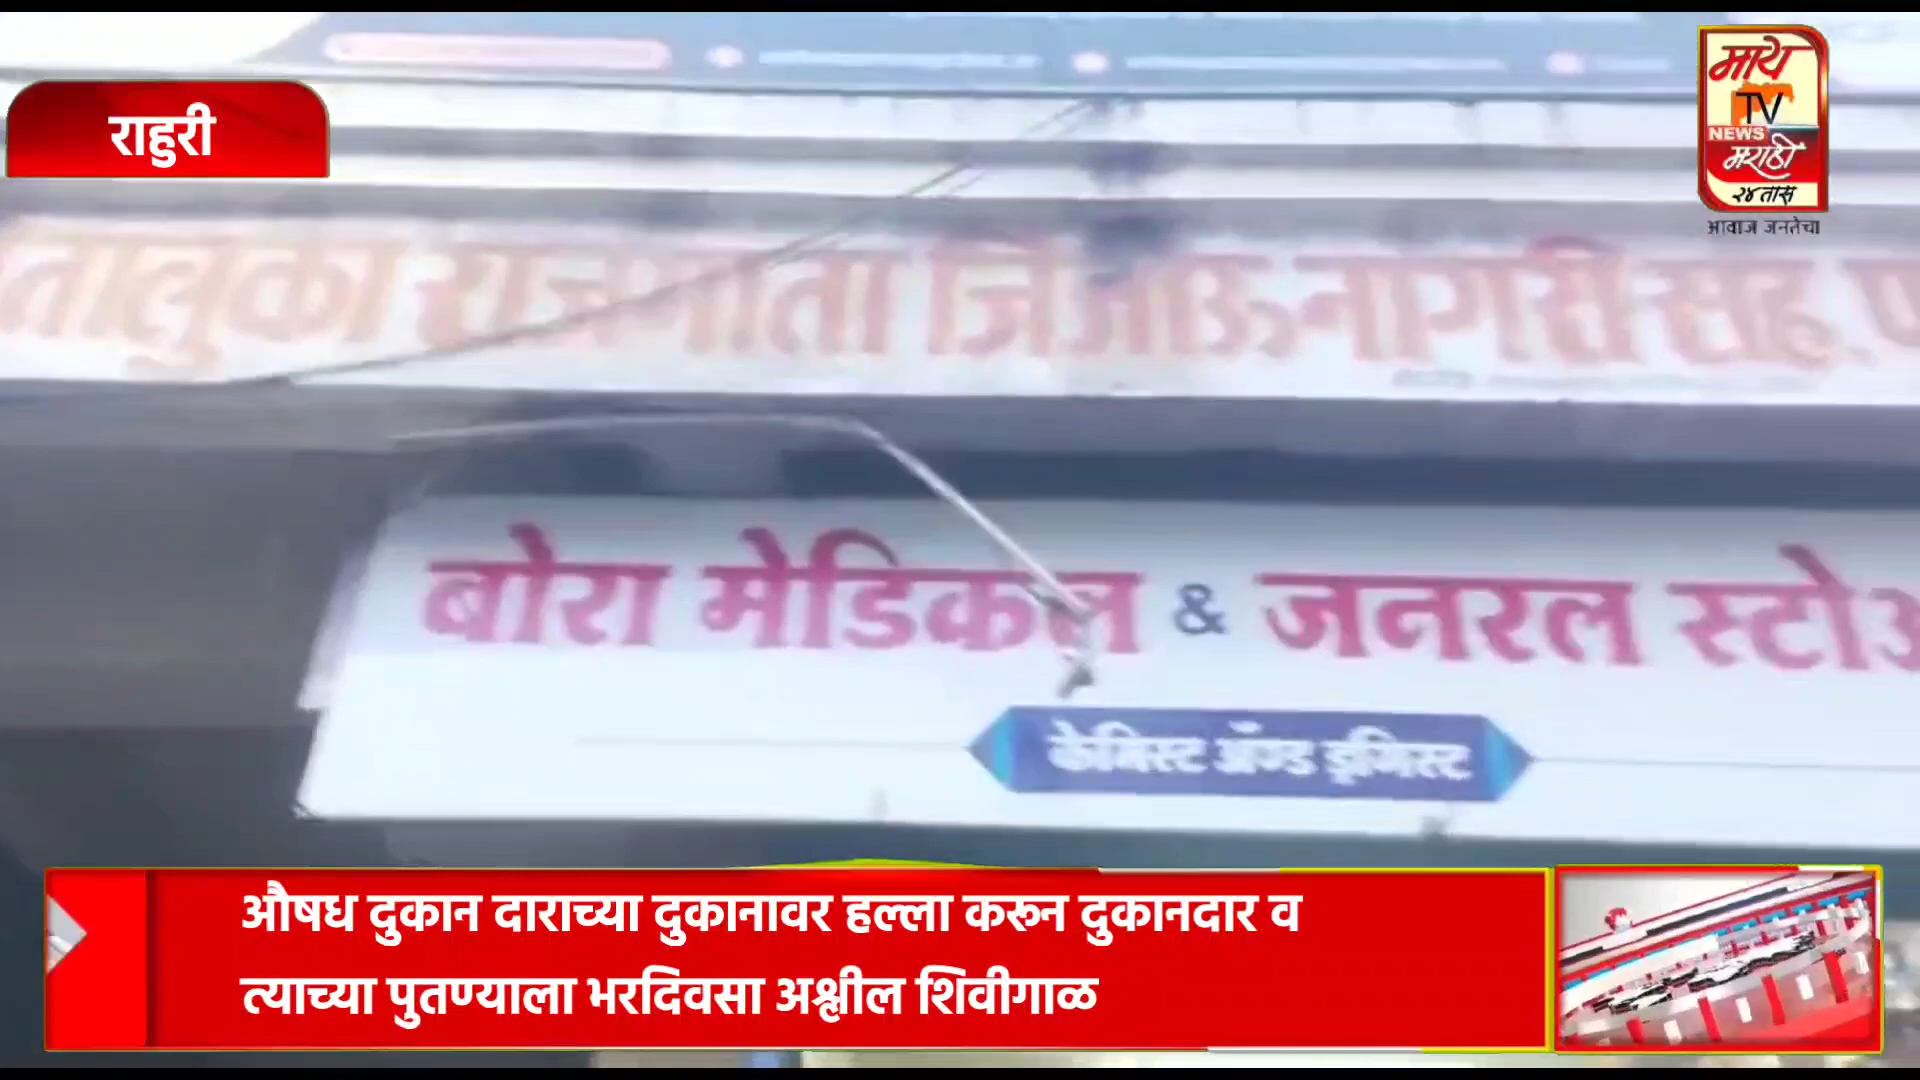 राहुरी
माय
TV
NEWS
मराठी
२४ तास
आवाज जनतेचा
तालुका राजमाता जिजाऊ नागरी सह. प
बोरा मेडिकल & जनरल स्टोअ
केमिस्ट अँण्ड ड्रगिस्ट
औषध दुकान दाराच्या दुकानावर हल्ला करून दुकानदार व
त्याच्या पुतण्याला भरदिवसा अश्लील शिवीगाळ